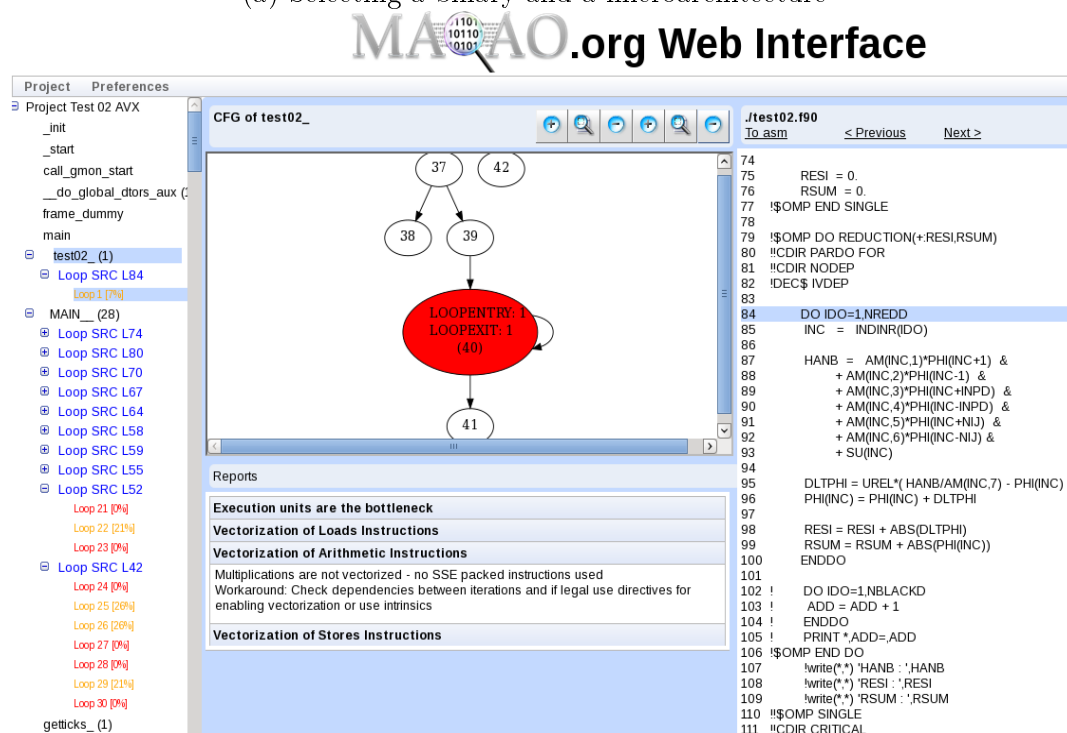 (a) Selecting a binary and a microarchitecture
MAQAO.org Web Interface
1101
10110
0101
Project Preferences
Project Test 02 AVX
_init
_start
call_gmon_start
__do_global_dtors_aux (
frame_dummy
main
test02_ (1)
Loop SRC L84
Loop 1 [7%]
MAIN__ (28)
Loop SRC L74
Loop SRC L80
Loop SRC L70
Loop SRC L67
Loop SRC L64
Loop SRC L58
Loop SRC L59
Loop SRC L55
Loop SRC L52
Loop 21 [0%]
Loop 22 [21%]
Loop 23 [0%]
Loop SRC L42
Loop 24 [0%]
Loop 25 [26%]
Loop 26 [26%]
Loop 27 [0%]
Loop 28 [0%]
Loop 29 [21%]
Loop 30 [0%]
getticks_ (1)
CFG of test02_
37 42
38 39
LOOPENTRY: 1
LOOPEXIT: 1
(40)
41
Reports
Execution units are the bottleneck
Vectorization of Loads Instructions
Vectorization of Arithmetic Instructions
Multiplications are not vectorized - no SSE packed instructions used
Workaround: Check dependencies between iterations and if legal use directives for
enabling vectorization or use intrinsics
Vectorization of Stores Instructions
./test02.f90
To asm < Previous Next >
74
75 RESI = 0.
76 RSUM = 0.
77 !$OMP END SINGLE
78
79 !$OMP DO REDUCTION(+:RESI,RSUM)
80 !!CDIR PARDO FOR
81 !!CDIR NODEP
82 !DEC$ IVDEP
83
84 DO IDO=1,NREDD
85 INC = INDINR(IDO)
86
87 HANB = AM(INC,1)*PHI(INC+1) &
88 + AM(INC,2)*PHI(INC-1) &
89 + AM(INC,3)*PHI(INC+INPD) &
90 + AM(INC,4)*PHI(INC-INPD) &
91 + AM(INC,5)*PHI(INC+NIJ) &
92 + AM(INC,6)*PHI(INC-NIJ) &
93 + SU(INC)
94
95 DLTPHI = UREL*( HANB/AM(INC,7) - PHI(INC)
96 PHI(INC) = PHI(INC) + DLTPHI
97
98 RESI = RESI + ABS(DLTPHI)
99 RSUM = RSUM + ABS(PHI(INC))
100 ENDDO
101
102 ! DO IDO=1,NBLACKD
103 ! ADD = ADD + 1
104 ! ENDDO
105 ! PRINT *,ADD=,ADD
106 !$OMP END DO
107 !write(*,*) 'HANB : ',HANB
108 !write(*,*) 'RESI : ',RESI
109 !write(*,*) 'RSUM : ',RSUM
110 !!$OMP SINGLE
111 !!CDIR CRITICAL